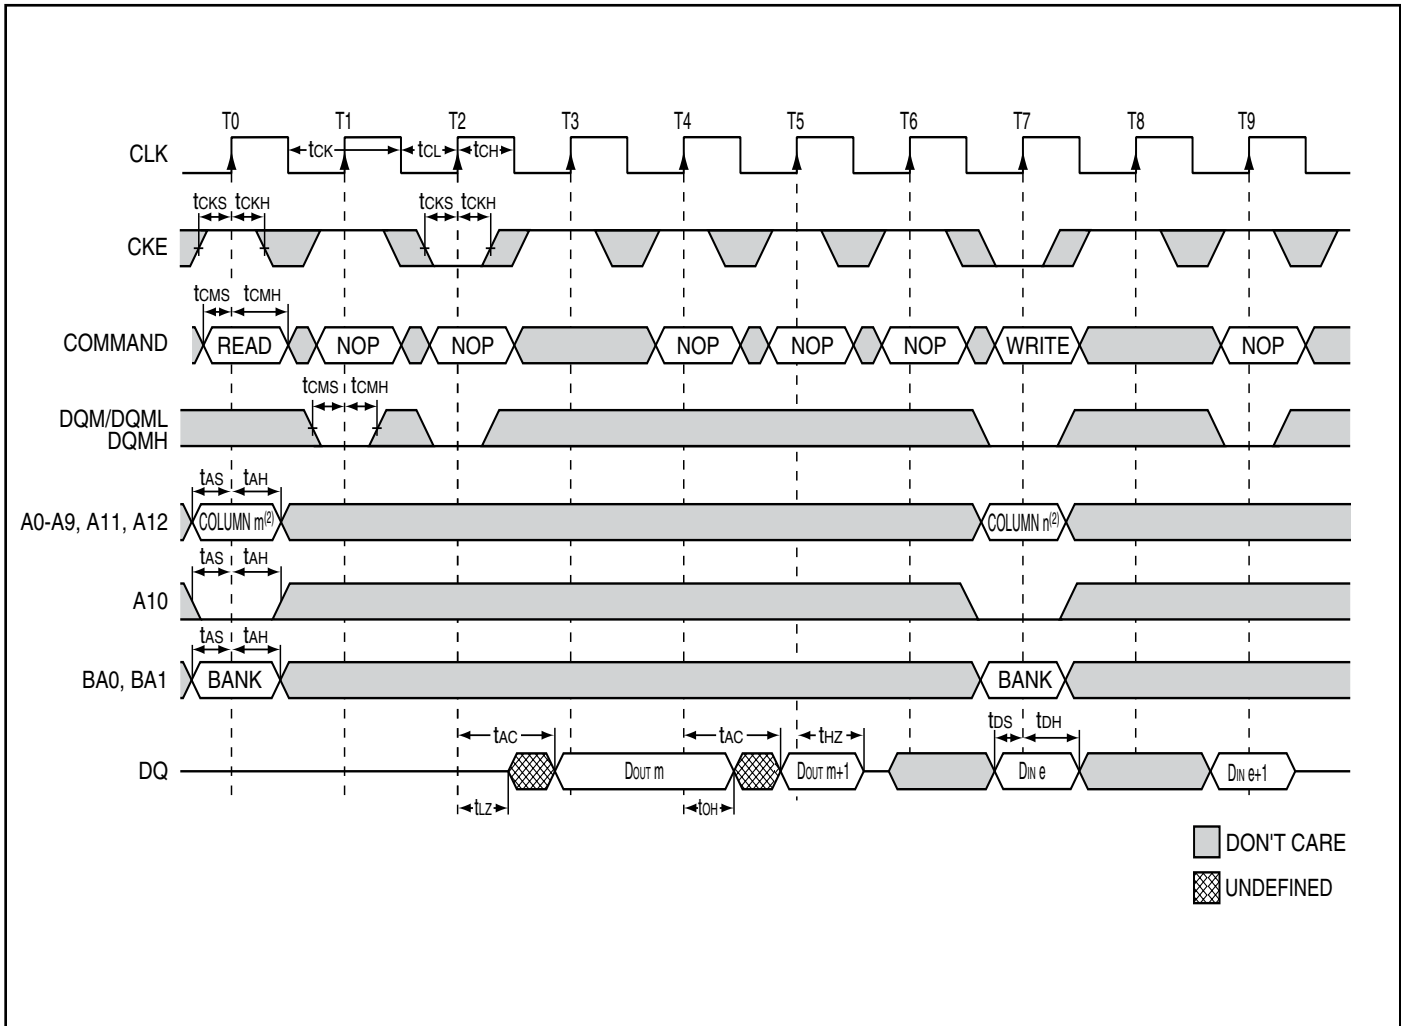 T0 T1 T2 T3 T4 T5 T6 T7 T8 T9
CLK tCK tCL tCH
tCKS tCKH tCKS tCKH
CKE
tCMS tCMH
COMMAND READ NOP NOP NOP NOP NOP WRITE NOP
tCMS tCMH
DQM/DQML
DQMH
tAS tAH
A0-A9, A11, A12 COLUMN m(2) COLUMN n(2)
tAS tAH
A10
tAS tAH
BA0, BA1 BANK BANK
tAC tAC tHZ tDS tDH
DQ DOUT m DOUT m+1 DIN e DIN e+1
tLZ tOH
DON'T CARE
UNDEFINED